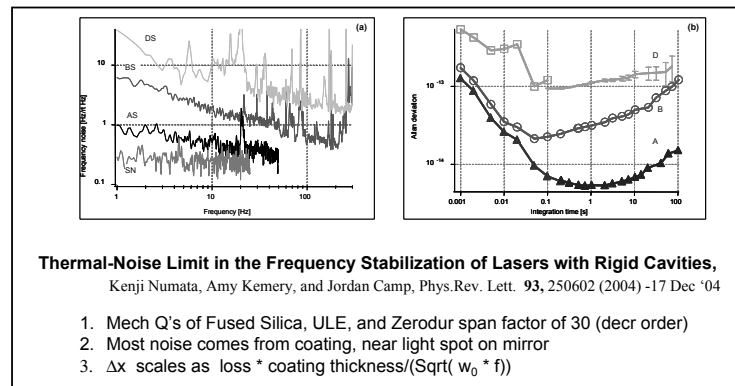 (a)
DS
BS
AS
SN
10
1
0.1
Frequency noise [Hz/rt Hz]
1
10
100
Frequency [Hz]
(b)
D
B
A
10⁻¹³
10⁻¹⁴
Allan deviation
0.001
0.01
0.1
1
10
100
Integration time [s]
Thermal-Noise Limit in the Frequency Stabilization of Lasers with Rigid Cavities,
Kenji Numata, Amy Kemery, and Jordan Camp, Phys.Rev. Lett. 93, 250602 (2004) -17 Dec ‘04
1. Mech Q's of Fused Silica, ULE, and Zerodur span factor of 30 (decr order)
2. Most noise comes from coating, near light spot on mirror
3. Δx scales as loss * coating thickness/(Sqrt( w₀ * f))